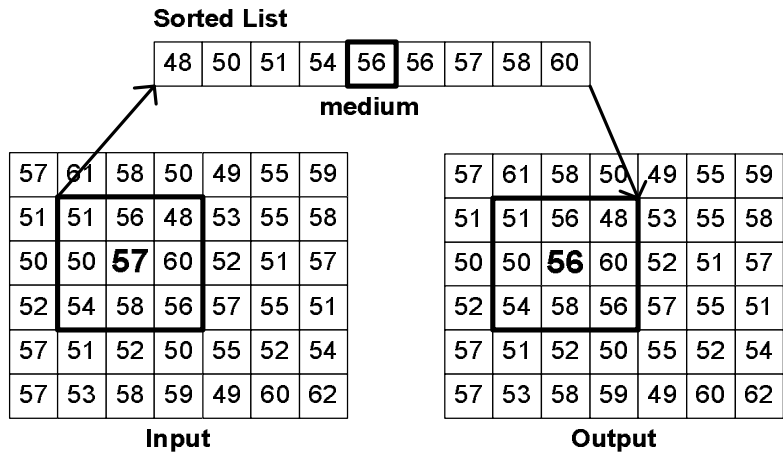 Sorted List
48 50 51 54 56 56 57 58 60
medium
57 61 58 50 49 55 59
51 51 56 48 53 55 58
50 50 57 60 52 51 57
52 54 58 56 57 55 51
57 51 52 50 55 52 54
57 53 58 59 49 60 62
Input
57 61 58 50 49 55 59
51 51 56 48 53 55 58
50 50 56 60 52 51 57
52 54 58 56 57 55 51
57 51 52 50 55 52 54
57 53 58 59 49 60 62
Output